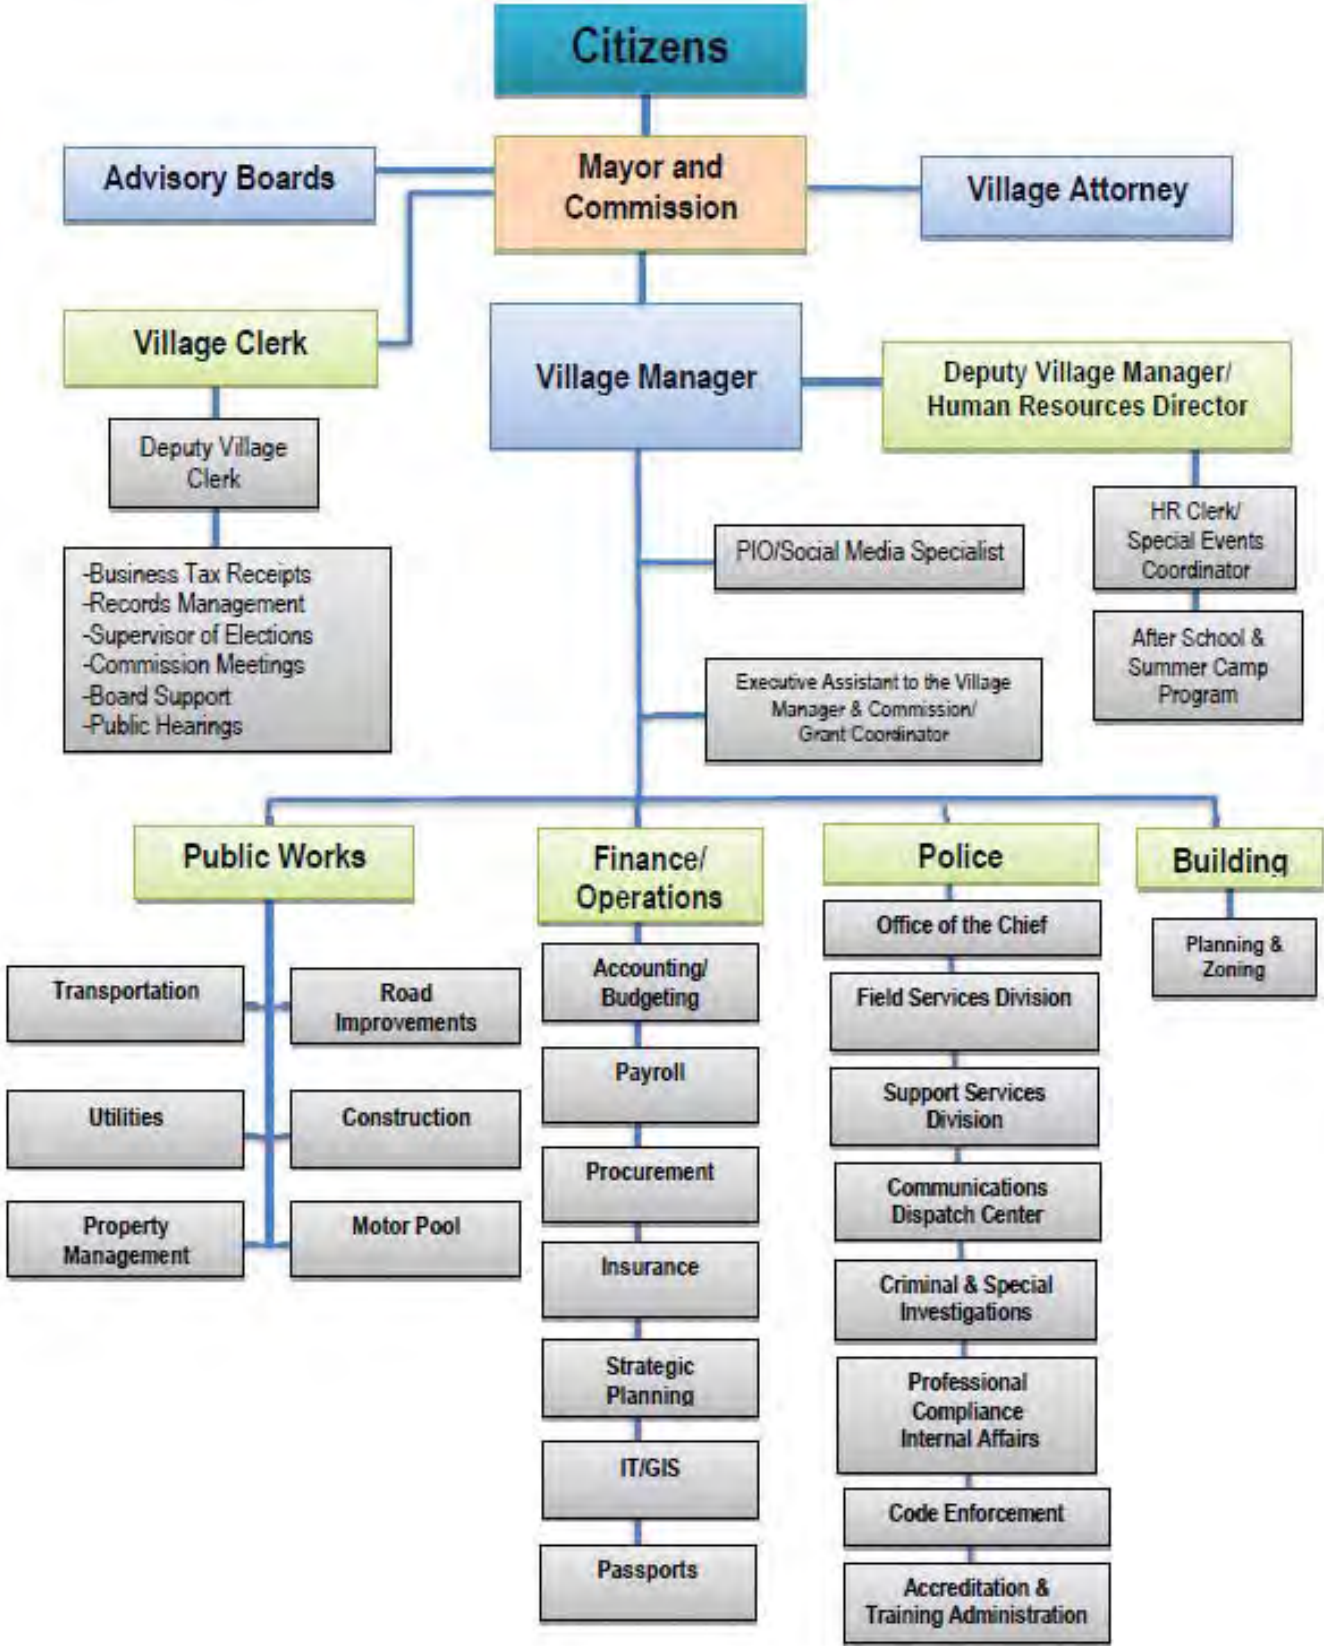 Citizens
Advisory Boards
Mayor and
Commission
Village Attorney
Village Clerk
Village Manager
Deputy Village Manager/
Human Resources Director
Deputy Village
Clerk
-Business Tax Receipts
-Records Management
-Supervisor of Elections
-Commission Meetings
-Board Support
-Public Hearings
PIO/Social Media Specialist
Executive Assistant to the Village
Manager & Commission/
Grant Coordinator
HR Clerk/
Special Events
Coordinator
After School &
Summer Camp
Program
Public Works
Transportation
Road
Improvements
Utilities
Construction
Property
Management
Motor Pool
Finance/
Operations
Accounting/
Budgeting
Payroll
Procurement
Insurance
Strategic
Planning
IT/GIS
Passports
Police
Office of the Chief
Field Services Division
Support Services
Division
Communications
Dispatch Center
Criminal & Special
Investigations
Professional
Compliance
Internal Affairs
Code Enforcement
Accreditation &
Training Administration
Building
Planning &
Zoning